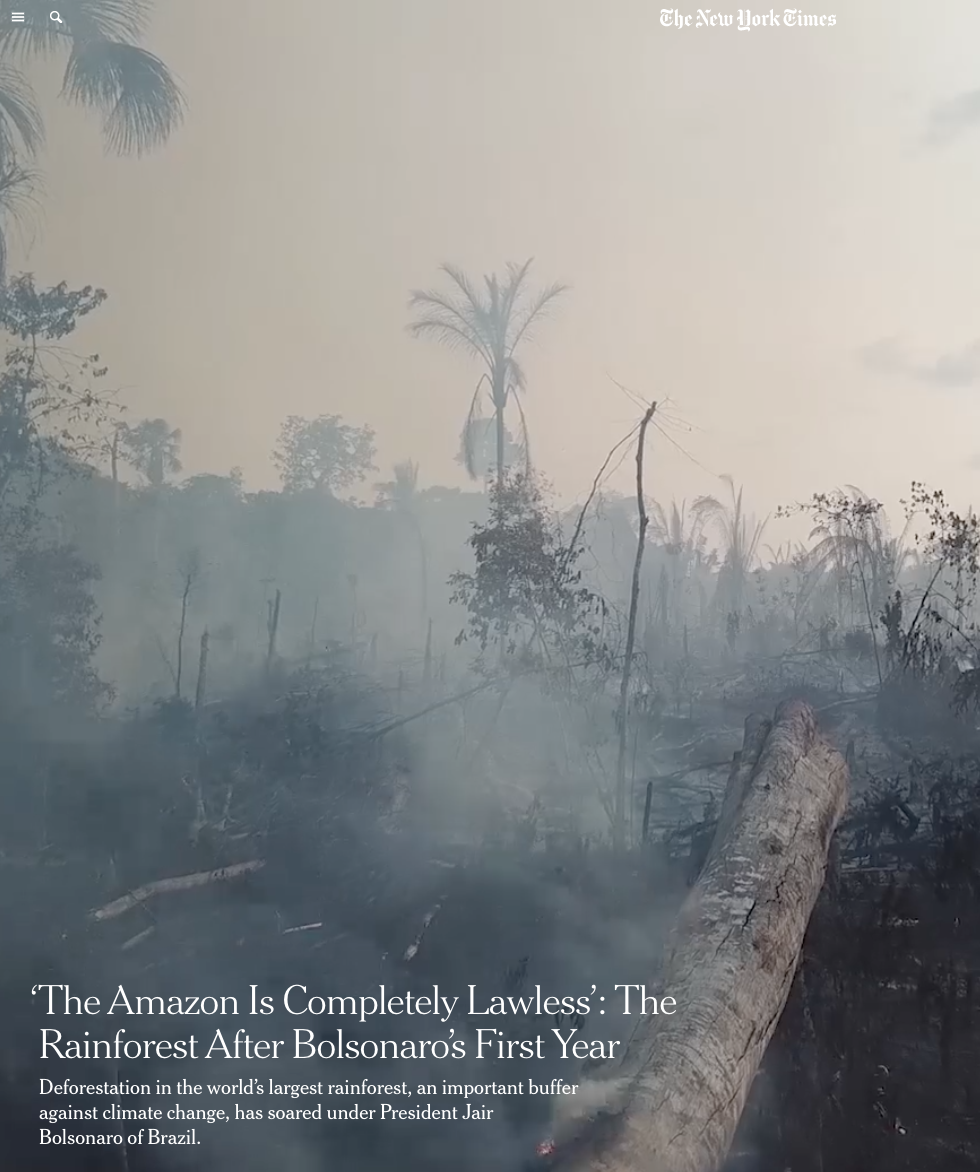 The New York Times
‘The Amazon Is Completely Lawless’: The
Rainforest After Bolsonaro’s First Year
Deforestation in the world’s largest rainforest, an important buffer
against climate change, has soared under President Jair
Bolsonaro of Brazil.